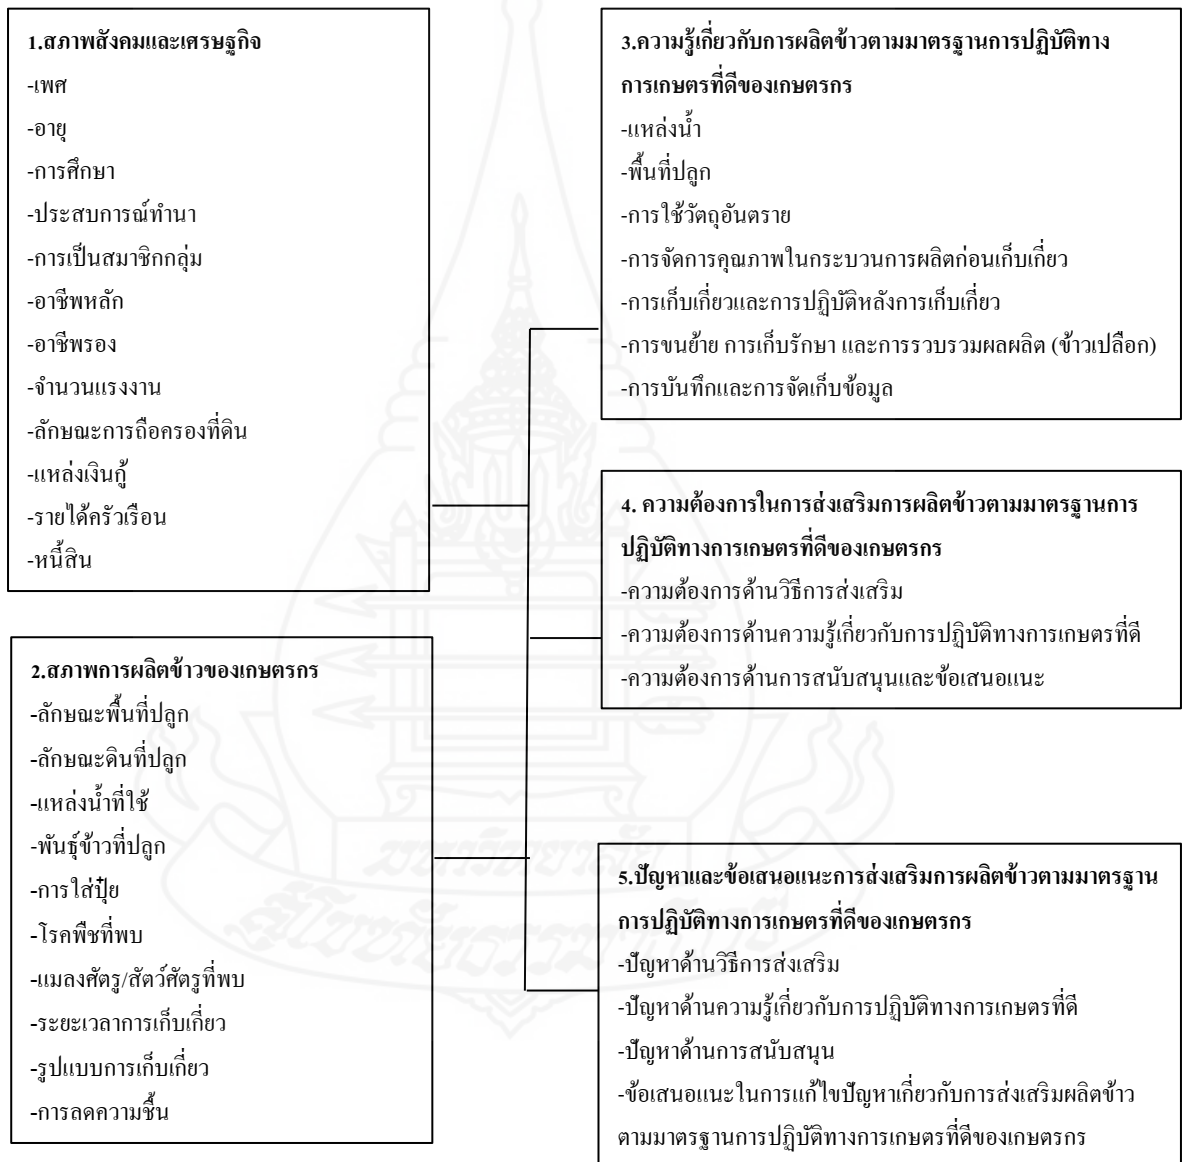 1.สภาพสังคมและเศรษฐกิจ
-เพศ
-อายุ
-การศึกษา
-ประสบการณ์ทำนา
-การเป็นสมาชิกกลุ่ม
-อาชีพหลัก
-อาชีพรอง
-จำนวนแรงงาน
-ลักษณะการถือครองที่ดิน
-แหล่งเงินกู้
-รายได้ครัวเรือน
-หนี้สิน
2.สภาพการผลิตข้าวของเกษตรกร
-ลักษณะพื้นที่ปลูก
-ลักษณะดินที่ปลูก
-แหล่งน้ำที่ใช้
-พันธุ์ข้าวที่ปลูก
-การใส่ปุ๋ย
-โรคพืชที่พบ
-แมลงศัตรู/สัตว์ศัตรูที่พบ
-ระยะเวลาการเก็บเกี่ยว
-รูปแบบการเก็บเกี่ยว
-การลดความชื้น
3.ความรู้เกี่ยวกับการผลิตข้าวตามมาตรฐานการปฏิบัติทาง
การเกษตรที่ดีของเกษตรกร
-แหล่งน้ำ
-พื้นที่ปลูก
-การใช้วัตถุอันตราย
-การจัดการคุณภาพในกระบวนการผลิตก่อนเก็บเกี่ยว
-การเก็บเกี่ยวและการปฏิบัติหลังการเก็บเกี่ยว
-การขนย้าย การเก็บรักษา และการรวบรวมผลผลิต (ข้าวเปลือก)
-การบันทึกและการจัดเก็บข้อมูล
4. ความต้องการในการส่งเสริมการผลิตข้าวตามมาตรฐานการ
ปฏิบัติทางการเกษตรที่ดีของเกษตรกร
-ความต้องการด้านวิธีการส่งเสริม
-ความต้องการด้านความรู้เกี่ยวกับการปฏิบัติทางการเกษตรที่ดี
-ความต้องการด้านการสนับสนุนและข้อเสนอแนะ
5.ปัญหาและข้อเสนอแนะการส่งเสริมการผลิตข้าวตามมาตรฐาน
การปฏิบัติทางการเกษตรที่ดีของเกษตรกร
-ปัญหาด้านวิธีการส่งเสริม
-ปัญหาด้านความรู้เกี่ยวกับการปฏิบัติทางการเกษตรที่ดี
-ปัญหาด้านการสนับสนุน
-ข้อเสนอแนะในการแก้ไขปัญหาเกี่ยวกับการส่งเสริมผลิตข้าว
ตามมาตรฐานการปฏิบัติทางการเกษตรที่ดีของเกษตรกร
มหาวิทยาลัย
สุโขทัยธรรมาธิราช